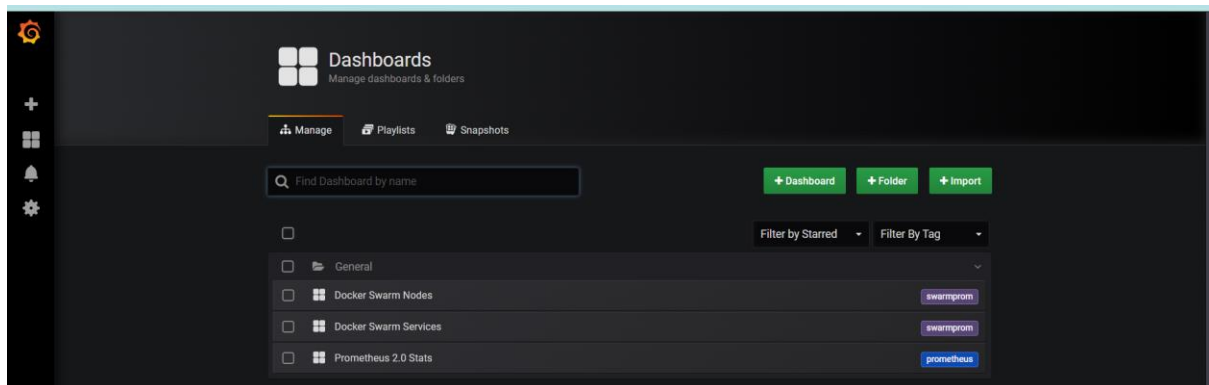 Dashboards
Manage dashboards & folders
Manage Playlists Snapshots
Find Dashboard by name
+ Dashboard + Folder + Import
Filter by Starred Filter By Tag
General
Docker Swarm Nodes swarmprom
Docker Swarm Services swarmprom
Prometheus 2.0 Stats prometheus